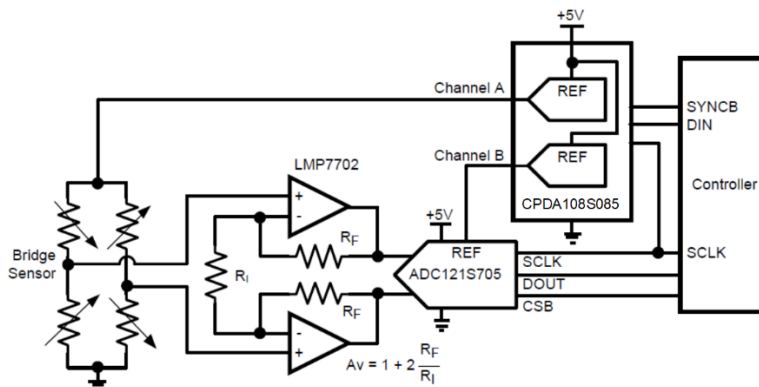 +5V
Channel A
REF
SYNCB
DIN
Channel B
REF
LMP7702
CPDA108S085
Controller
+5V
REF
Bridge
Sensor
R_F
R_I
R_F
ADC121S705
SCLK
SCLK
DOUT
CSB
-
+
+
-
Av = 1 + 2 R_F/R_I